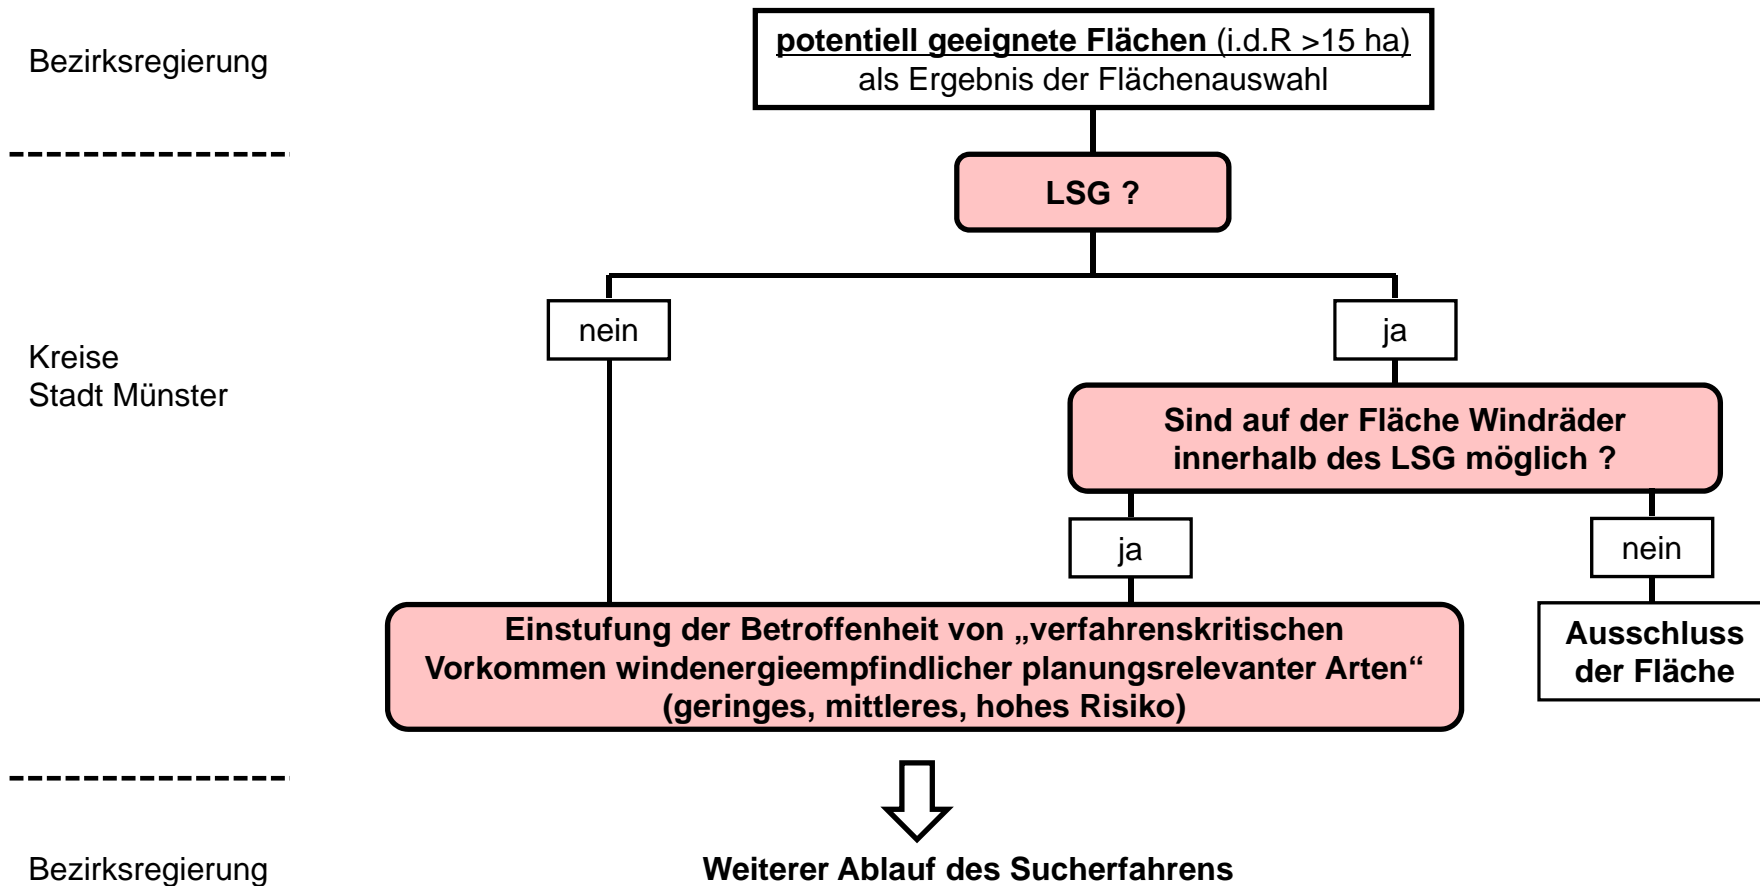 Bezirksregierung
potentiell geeignete Flächen (i.d.R >15 ha)
als Ergebnis der Flächenauswahl
LSG ?
nein
ja
Kreise
Stadt Münster
Sind auf der Fläche Windräder
innerhalb des LSG möglich ?
ja
nein
Einstufung der Betroffenheit von „verfahrenskritischen
Vorkommen windenergieempfindlicher planungsrelevanter Arten“
(geringes, mittleres, hohes Risiko)
Ausschluss
der Fläche
Bezirksregierung
Weiterer Ablauf des Sucherfahrens